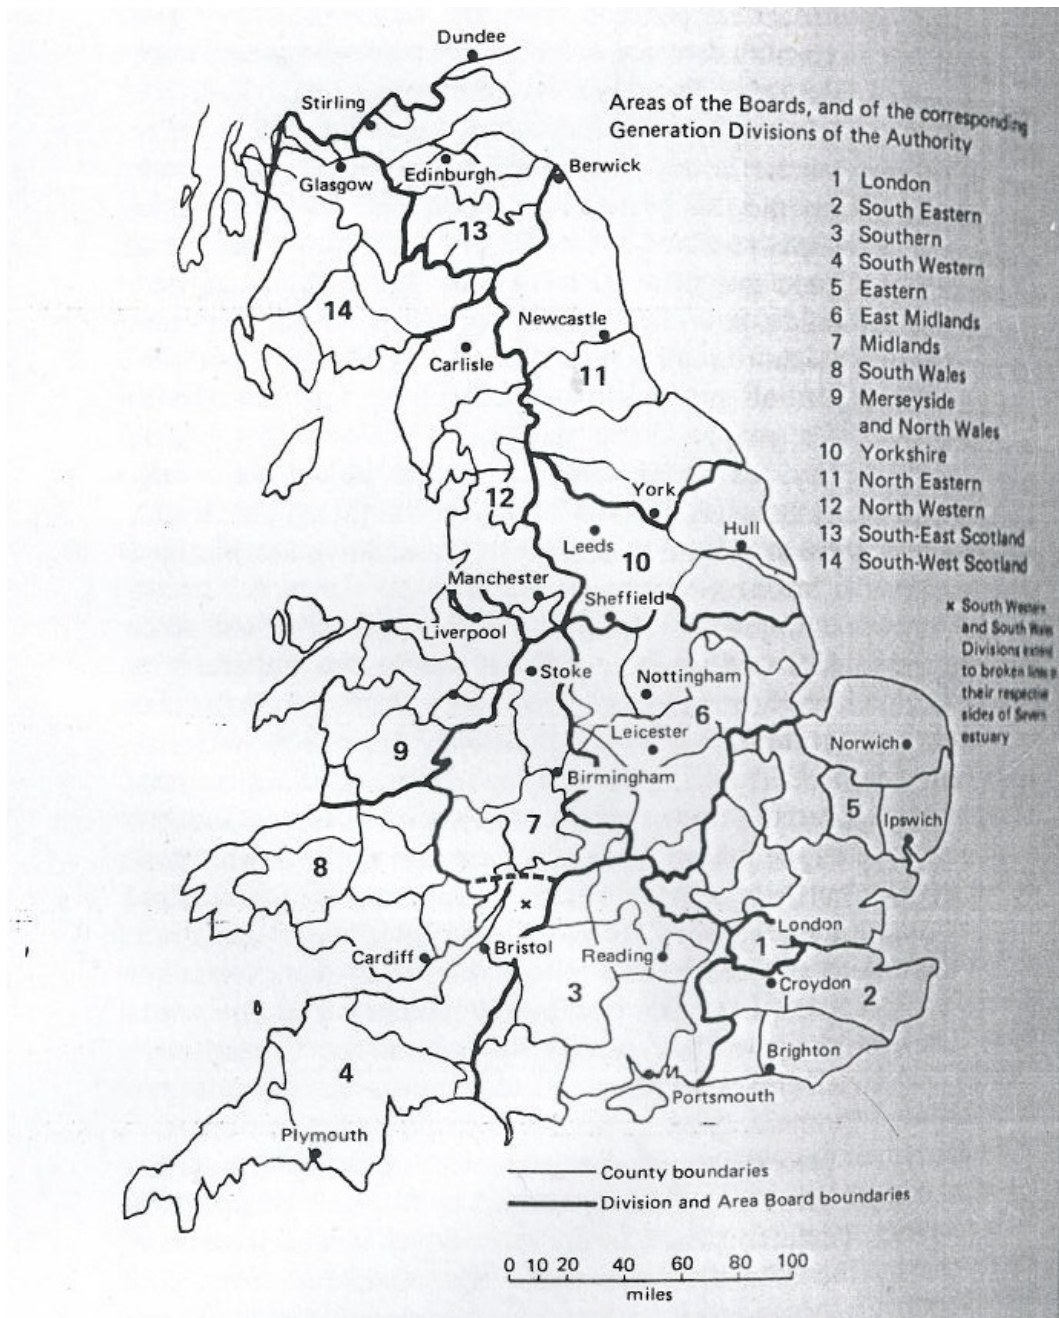 Areas of the Boards, and of the corresponding
Generation Divisions of the Authority
1 London
2 South Eastern
3 Southern
4 South Western
5 Eastern
6 East Midlands
7 Midlands
8 South Wales
9 Merseyside
and North Wales
10 Yorkshire
11 North Eastern
12 North Western
13 South-East Scotland
14 South-West Scotland
× South Western
and South Wales
Divisions extend
to broken lines
their respective
sides of Severn
estuary
Dundee
Stirling
Glasgow
Edinburgh
Berwick
13
14
Newcastle
Carlisle
11
12
York
Leeds
Hull
10
Manchester
Sheffield
Liverpool
Stoke
Nottingham
6
Leicester
Norwich
9
Birmingham
5
7
Ipswich
8
×
London
Bristol
Reading
1
Cardiff
Croydon
2
3
8
4
Brighton
Portsmouth
Plymouth
County boundaries
Division and Area Board boundaries
0 10 20 40 60 80 100
miles